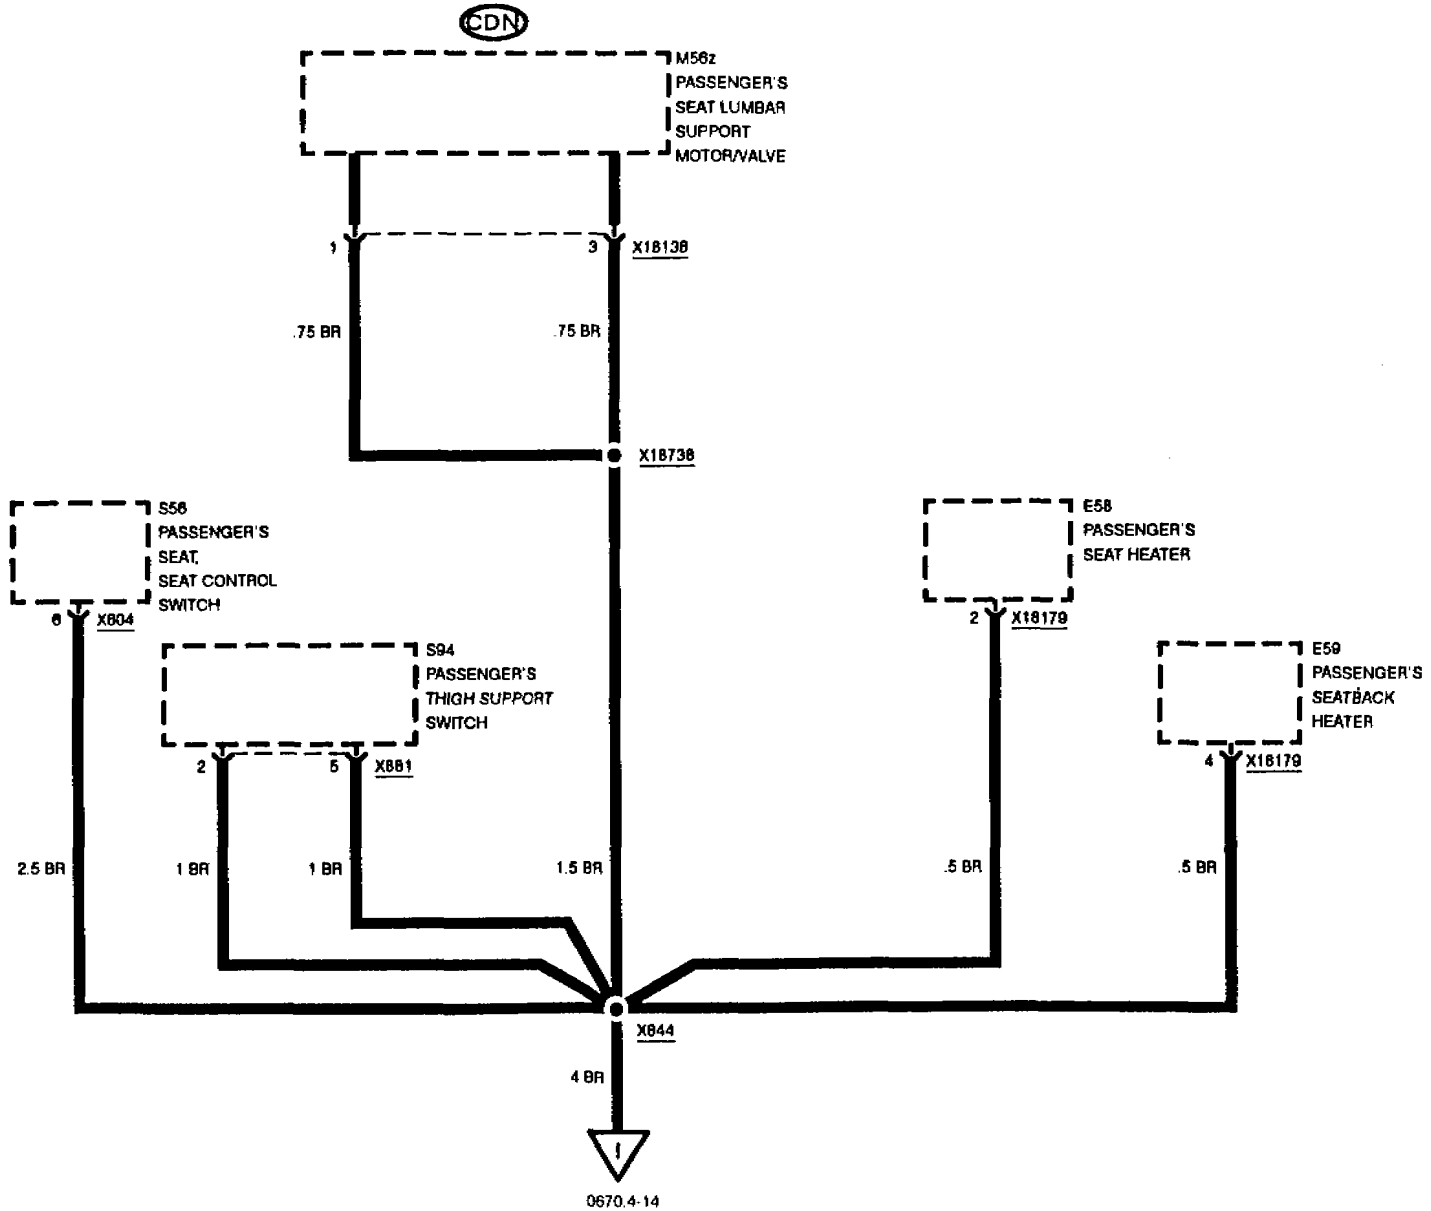 CDN
M56z
PASSENGER'S
SEAT LUMBAR
SUPPORT
MOTOR/VALVE
1
3
X18138
.75 BR
.75 BR
X18738
S56
PASSENGER'S
SEAT,
SEAT CONTROL
SWITCH
6
X604
E58
PASSENGER'S
SEAT HEATER
2
X18179
S94
PASSENGER'S
THIGH SUPPORT
SWITCH
2
5
X881
E59
PASSENGER'S
SEATBACK
HEATER
4
X18179
2.5 BR
1 BR
1 BR
1.5 BR
.5 BR
.5 BR
X644
4 BR
I
0670.4-14